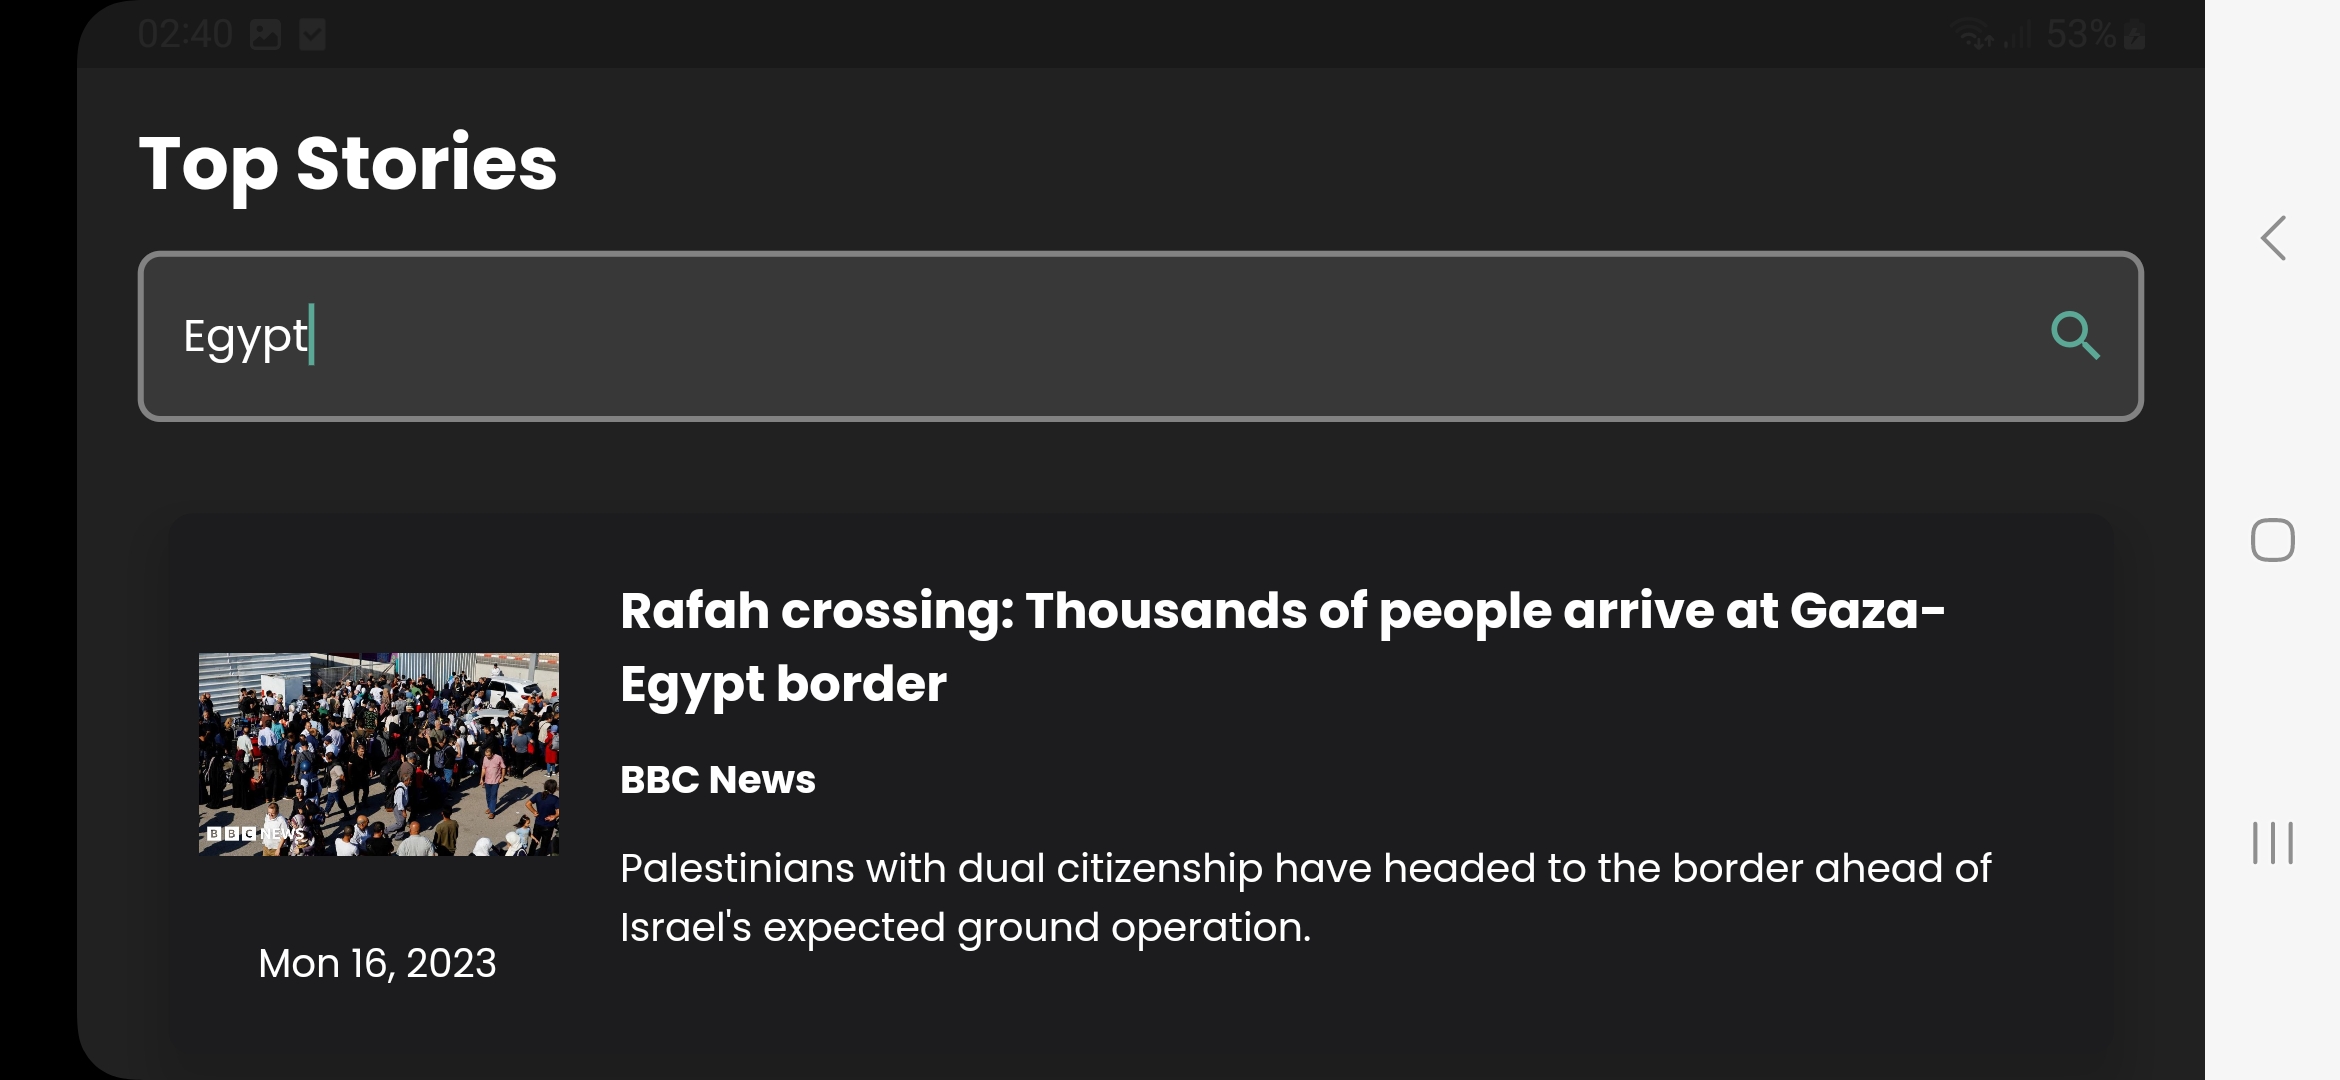 02:40
53%
Top Stories
Egypt
Rafah crossing: Thousands of people arrive at Gaza-
Egypt border
BBC News
BBC NEWS
Palestinians with dual citizenship have headed to the border ahead of
Israel's expected ground operation.
Mon 16, 2023